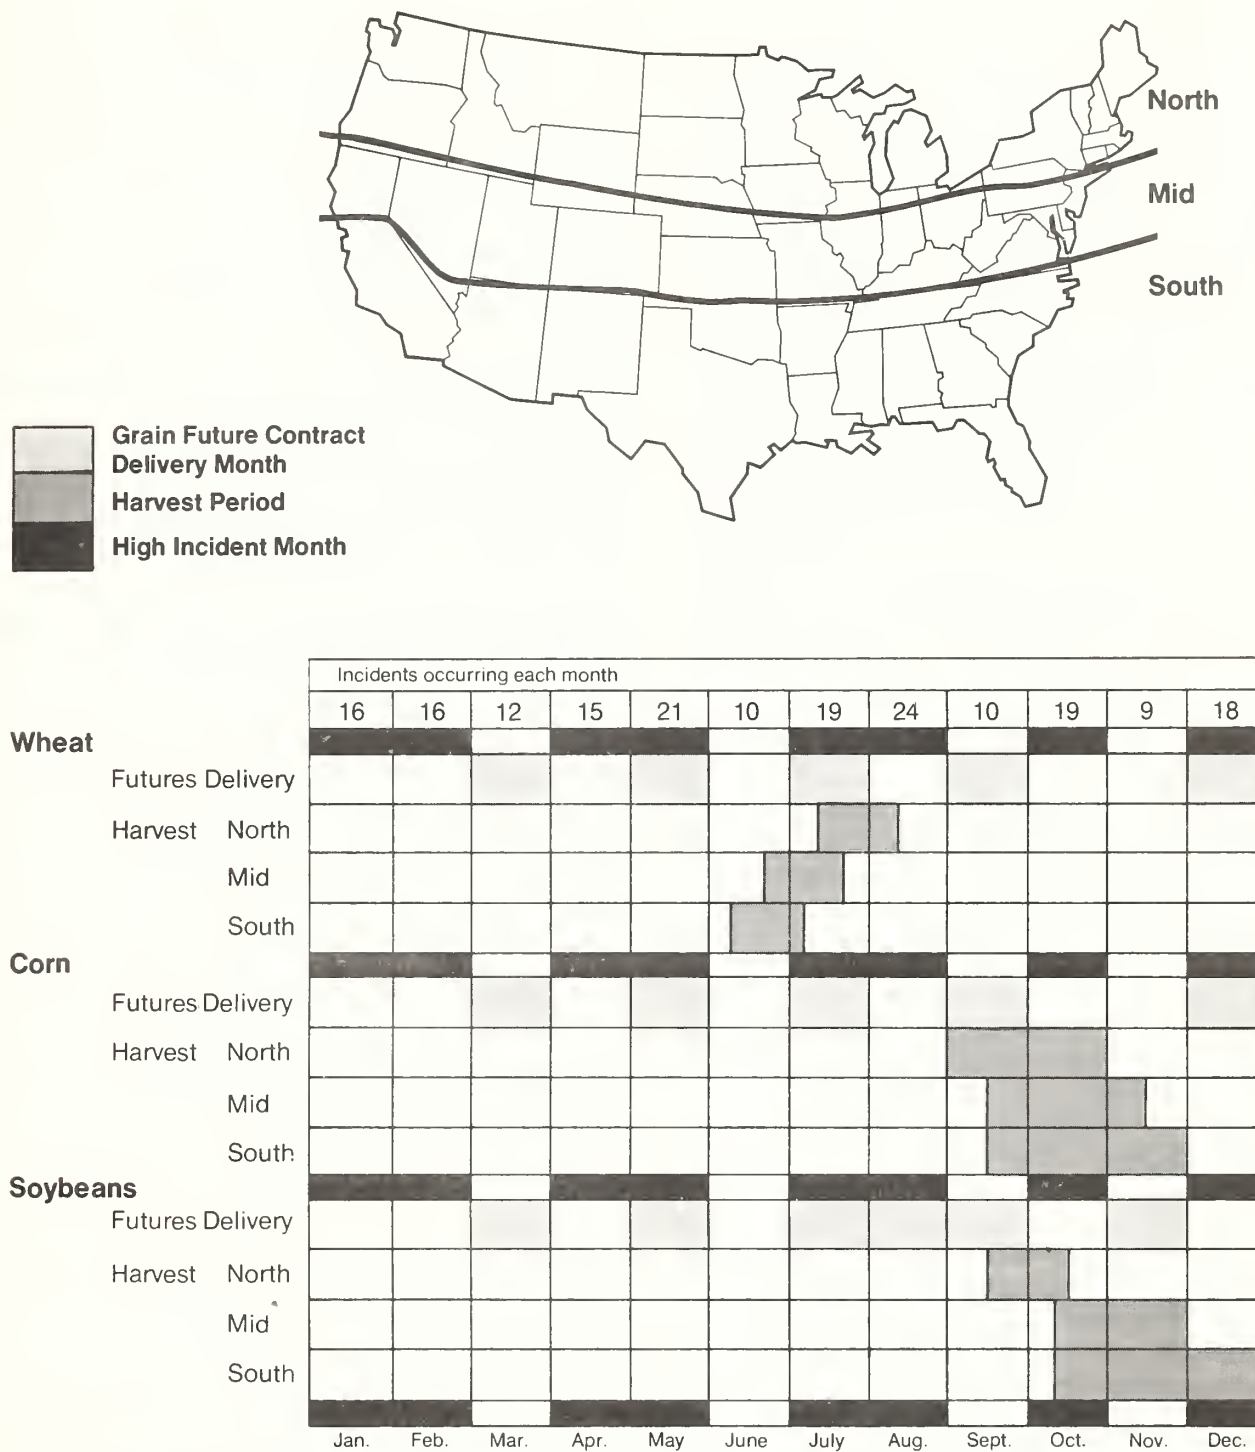 North
Mid
South
Grain Future Contract
Delivery Month
Harvest Period
High Incident Month
Incidents occurring each month
16 16 12 15 21 10 19 24 10 19 9 18
Wheat
Futures Delivery
Harvest North
Mid
South
Corn
Futures Delivery
Harvest North
Mid
South
Soybeans
Futures Delivery
Harvest North
Mid
South
Jan. Feb. Mar. Apr. May June July Aug. Sept. Oct. Nov. Dec.